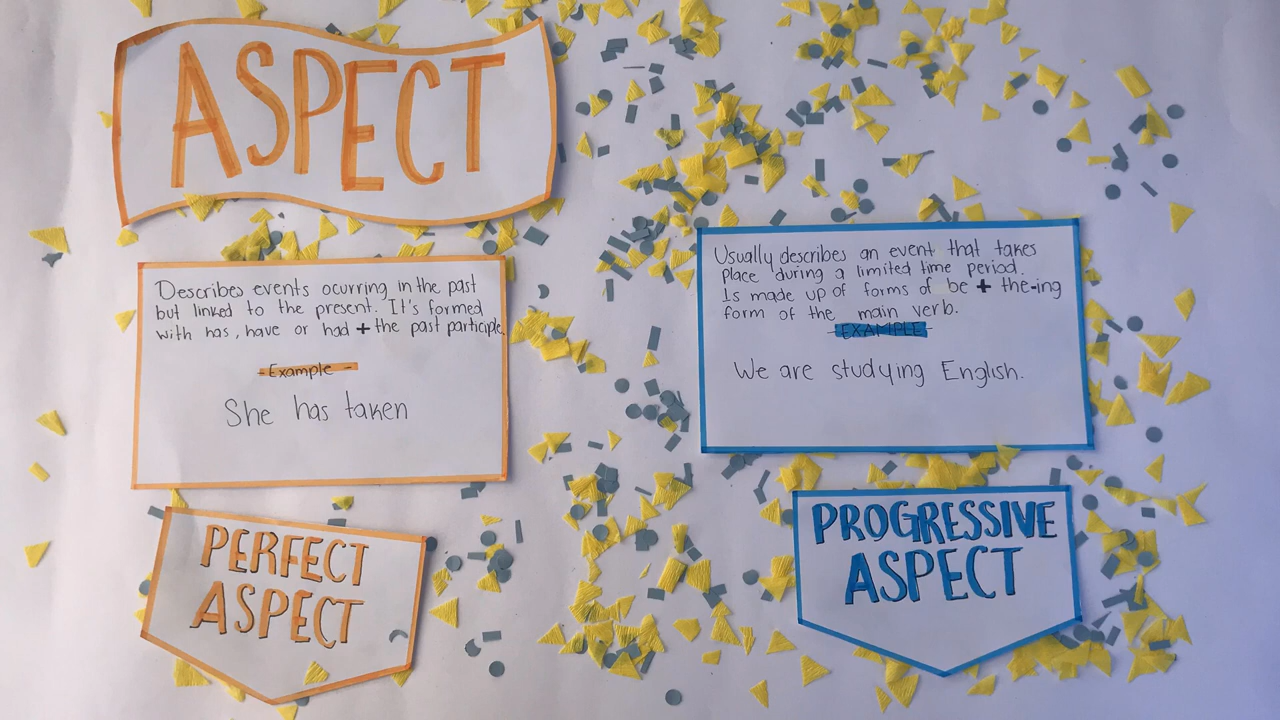 ASPECT
Describes events ocurring in the past
but linked to the present. It's formed
with has, have or had + the past participle.
- Example -
She has taken
PERFECT
ASPECT
Usually describes an event that takes
place during a limited time period.
Is made up of forms of be + the-ing
form of the main verb.
- EXAMPLE -
We are studying English.
PROGRESSIVE
ASPECT